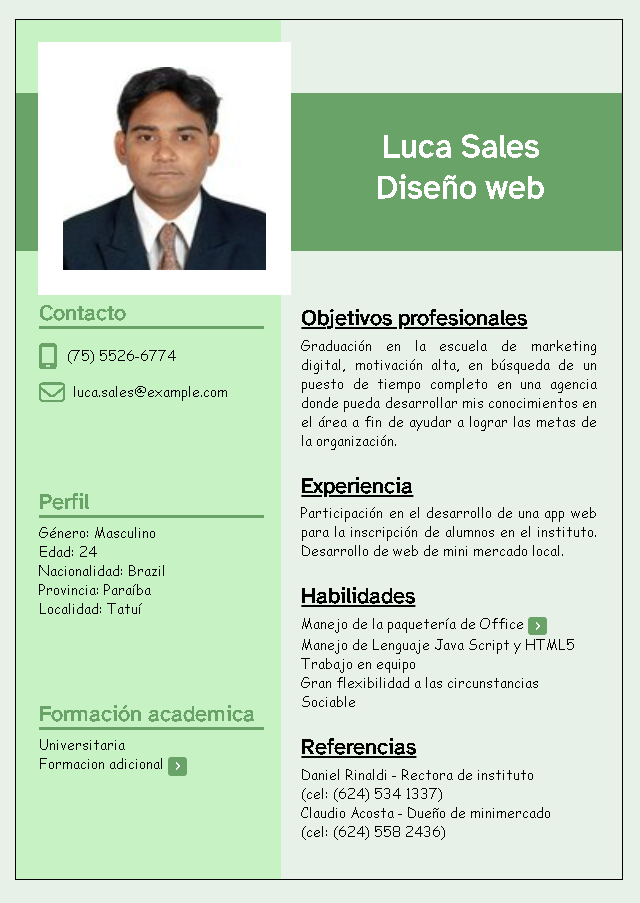 Luca Sales
Diseño web
Contacto
(75) 5526-6774
luca.sales@example.com
Perfil
Género: Masculino
Edad: 24
Nacionalidad: Brazil
Provincia: Paraíba
Localidad: Tatuí
Formación academica
Universitaria
Formacion adicional
Objetivos profesionales
Graduación en la escuela de marketing
digital, motivación alta, en búsqueda de un
puesto de tiempo completo en una agencia
donde pueda desarrollar mis conocimientos en
el área a fin de ayudar a lograr las metas de
la organización.
Experiencia
Participación en el desarrollo de una app web
para la inscripción de alumnos en el instituto.
Desarrollo de web de mini mercado local.
Habilidades
Manejo de la paquetería de Office
Manejo de Lenguaje Java Script y HTML5
Trabajo en equipo
Gran flexibilidad a las circunstancias
Sociable
Referencias
Daniel Rinaldi - Rectora de instituto
(cel: (624) 534 1337)
Claudio Acosta - Dueño de minimercado
(cel: (624) 558 2436)